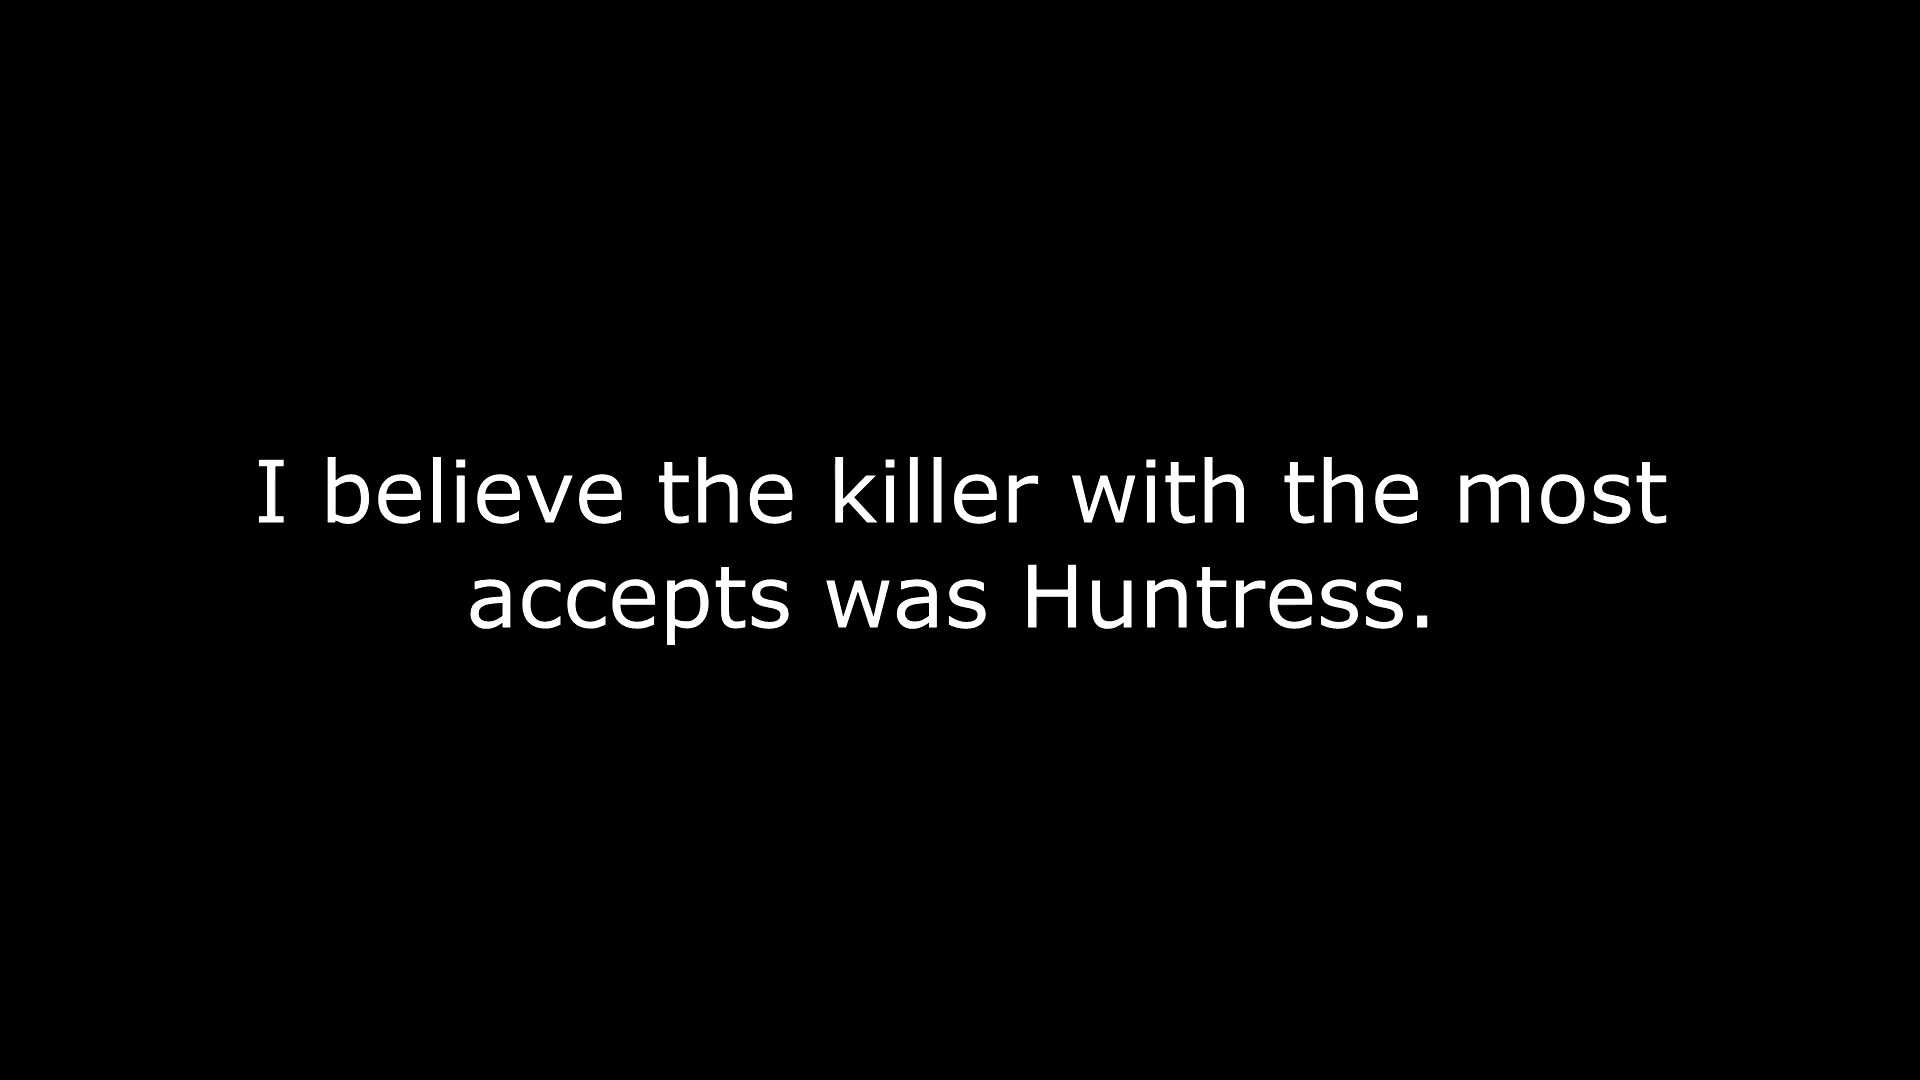 I believe the killer with the most
accepts was Huntress.